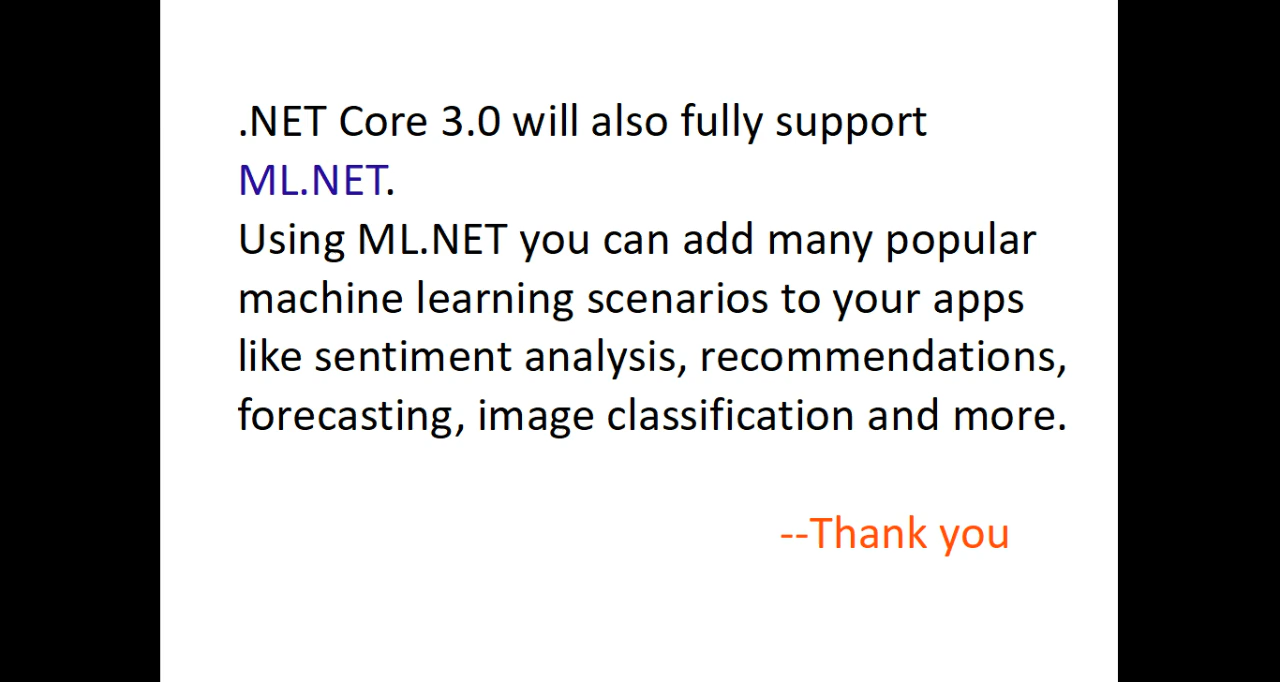 .NET Core 3.0 will also fully support
ML.NET.
Using ML.NET you can add many popular
machine learning scenarios to your apps
like sentiment analysis, recommendations,
forecasting, image classification and more.
--Thank you